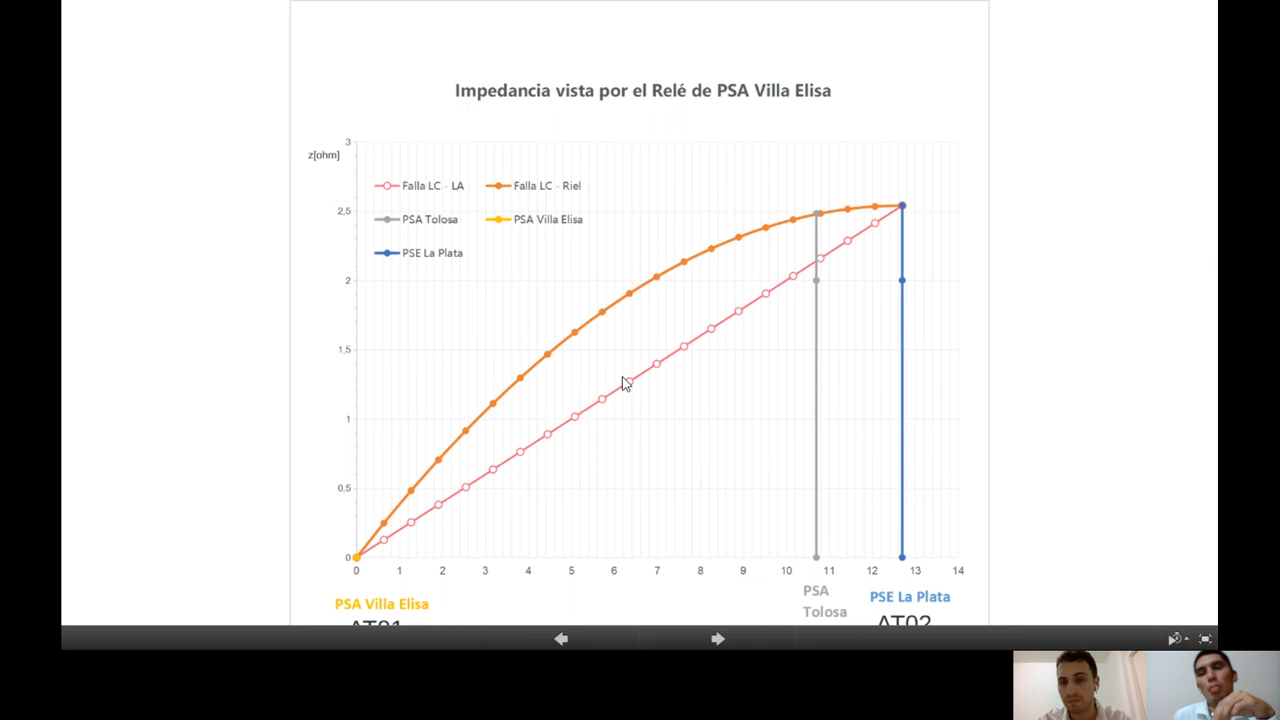 Impedancia vista por el Relé de PSA Villa Elisa
z[ohm]
3
2,5
2
1,5
1
0,5
0
Falla LC - LA
Falla LC - Riel
PSA Tolosa
PSA Villa Elisa
PSE La Plata
0 1 2 3 4 5 6 7 8 9 10 11 12 13 14
PSA Villa Elisa
PSA
Tolosa
PSE La Plata
AT01
AT02